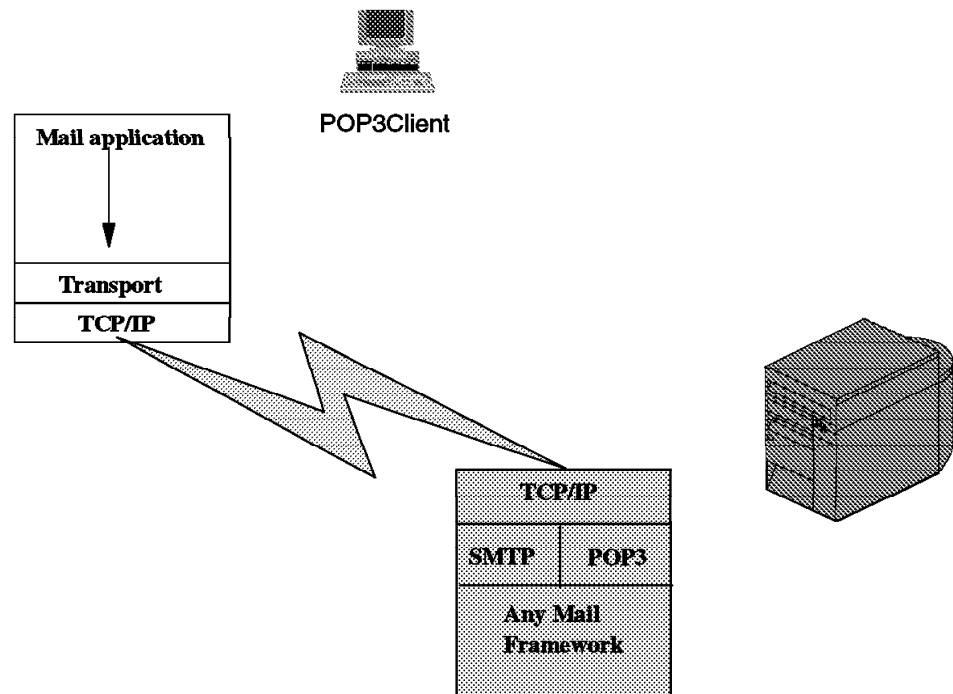 POP3Client
Mail application
Transport
TCP/IP
TCP/IP
SMTP
POP3
Any Mail
Framework